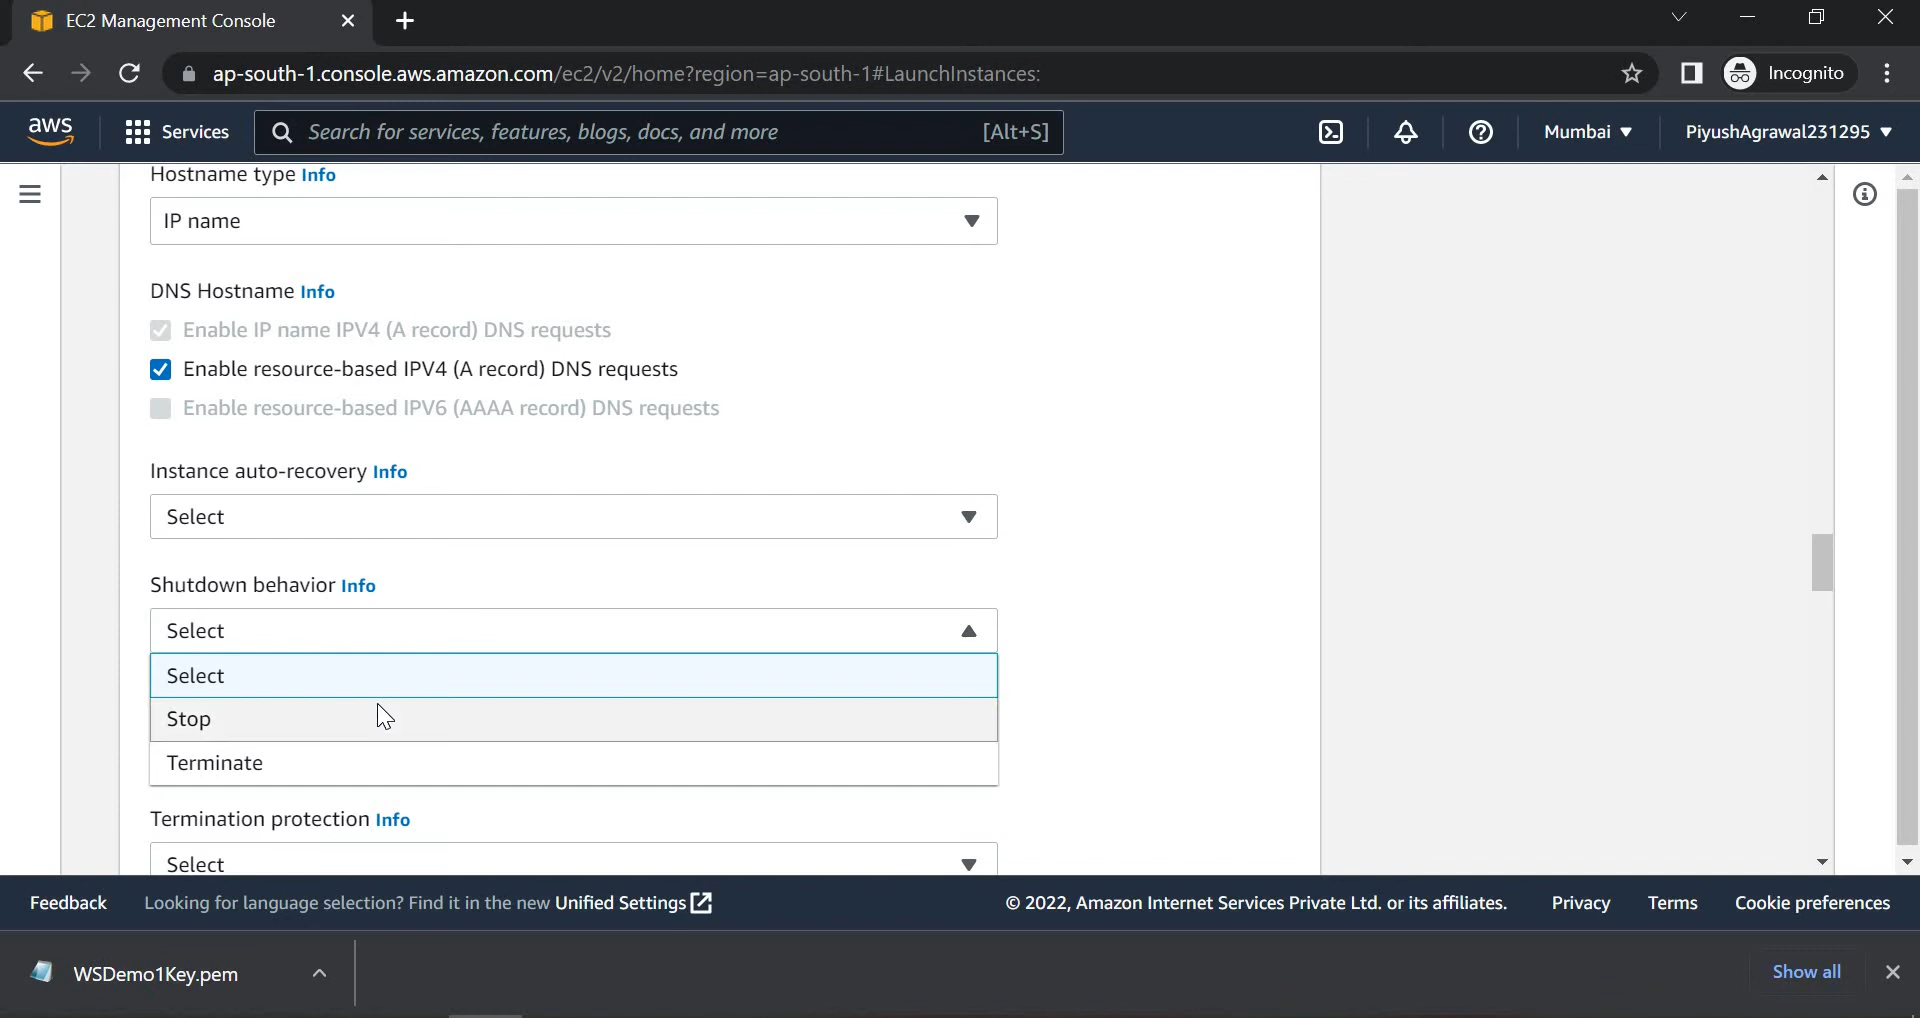 EC2 Management Console
ap-south-1.console.aws.amazon.com/ec2/v2/home?region=ap-south-1#LaunchInstances:
Incognito
aws
Services
Search for services, features, blogs, docs, and more
[Alt+S]
Mumbai
PiyushAgrawal231295
Hostname type Info
IP name
DNS Hostname Info
Enable IP name IPV4 (A record) DNS requests
Enable resource-based IPV4 (A record) DNS requests
Enable resource-based IPV6 (AAAA record) DNS requests
Instance auto-recovery Info
Select
Shutdown behavior Info
Select
Select
Stop
Terminate
Termination protection Info
Select
Feedback
Looking for language selection? Find it in the new Unified Settings
© 2022, Amazon Internet Services Private Ltd. or its affiliates.
Privacy
Terms
Cookie preferences
WSDemo1Key.pem
Show all